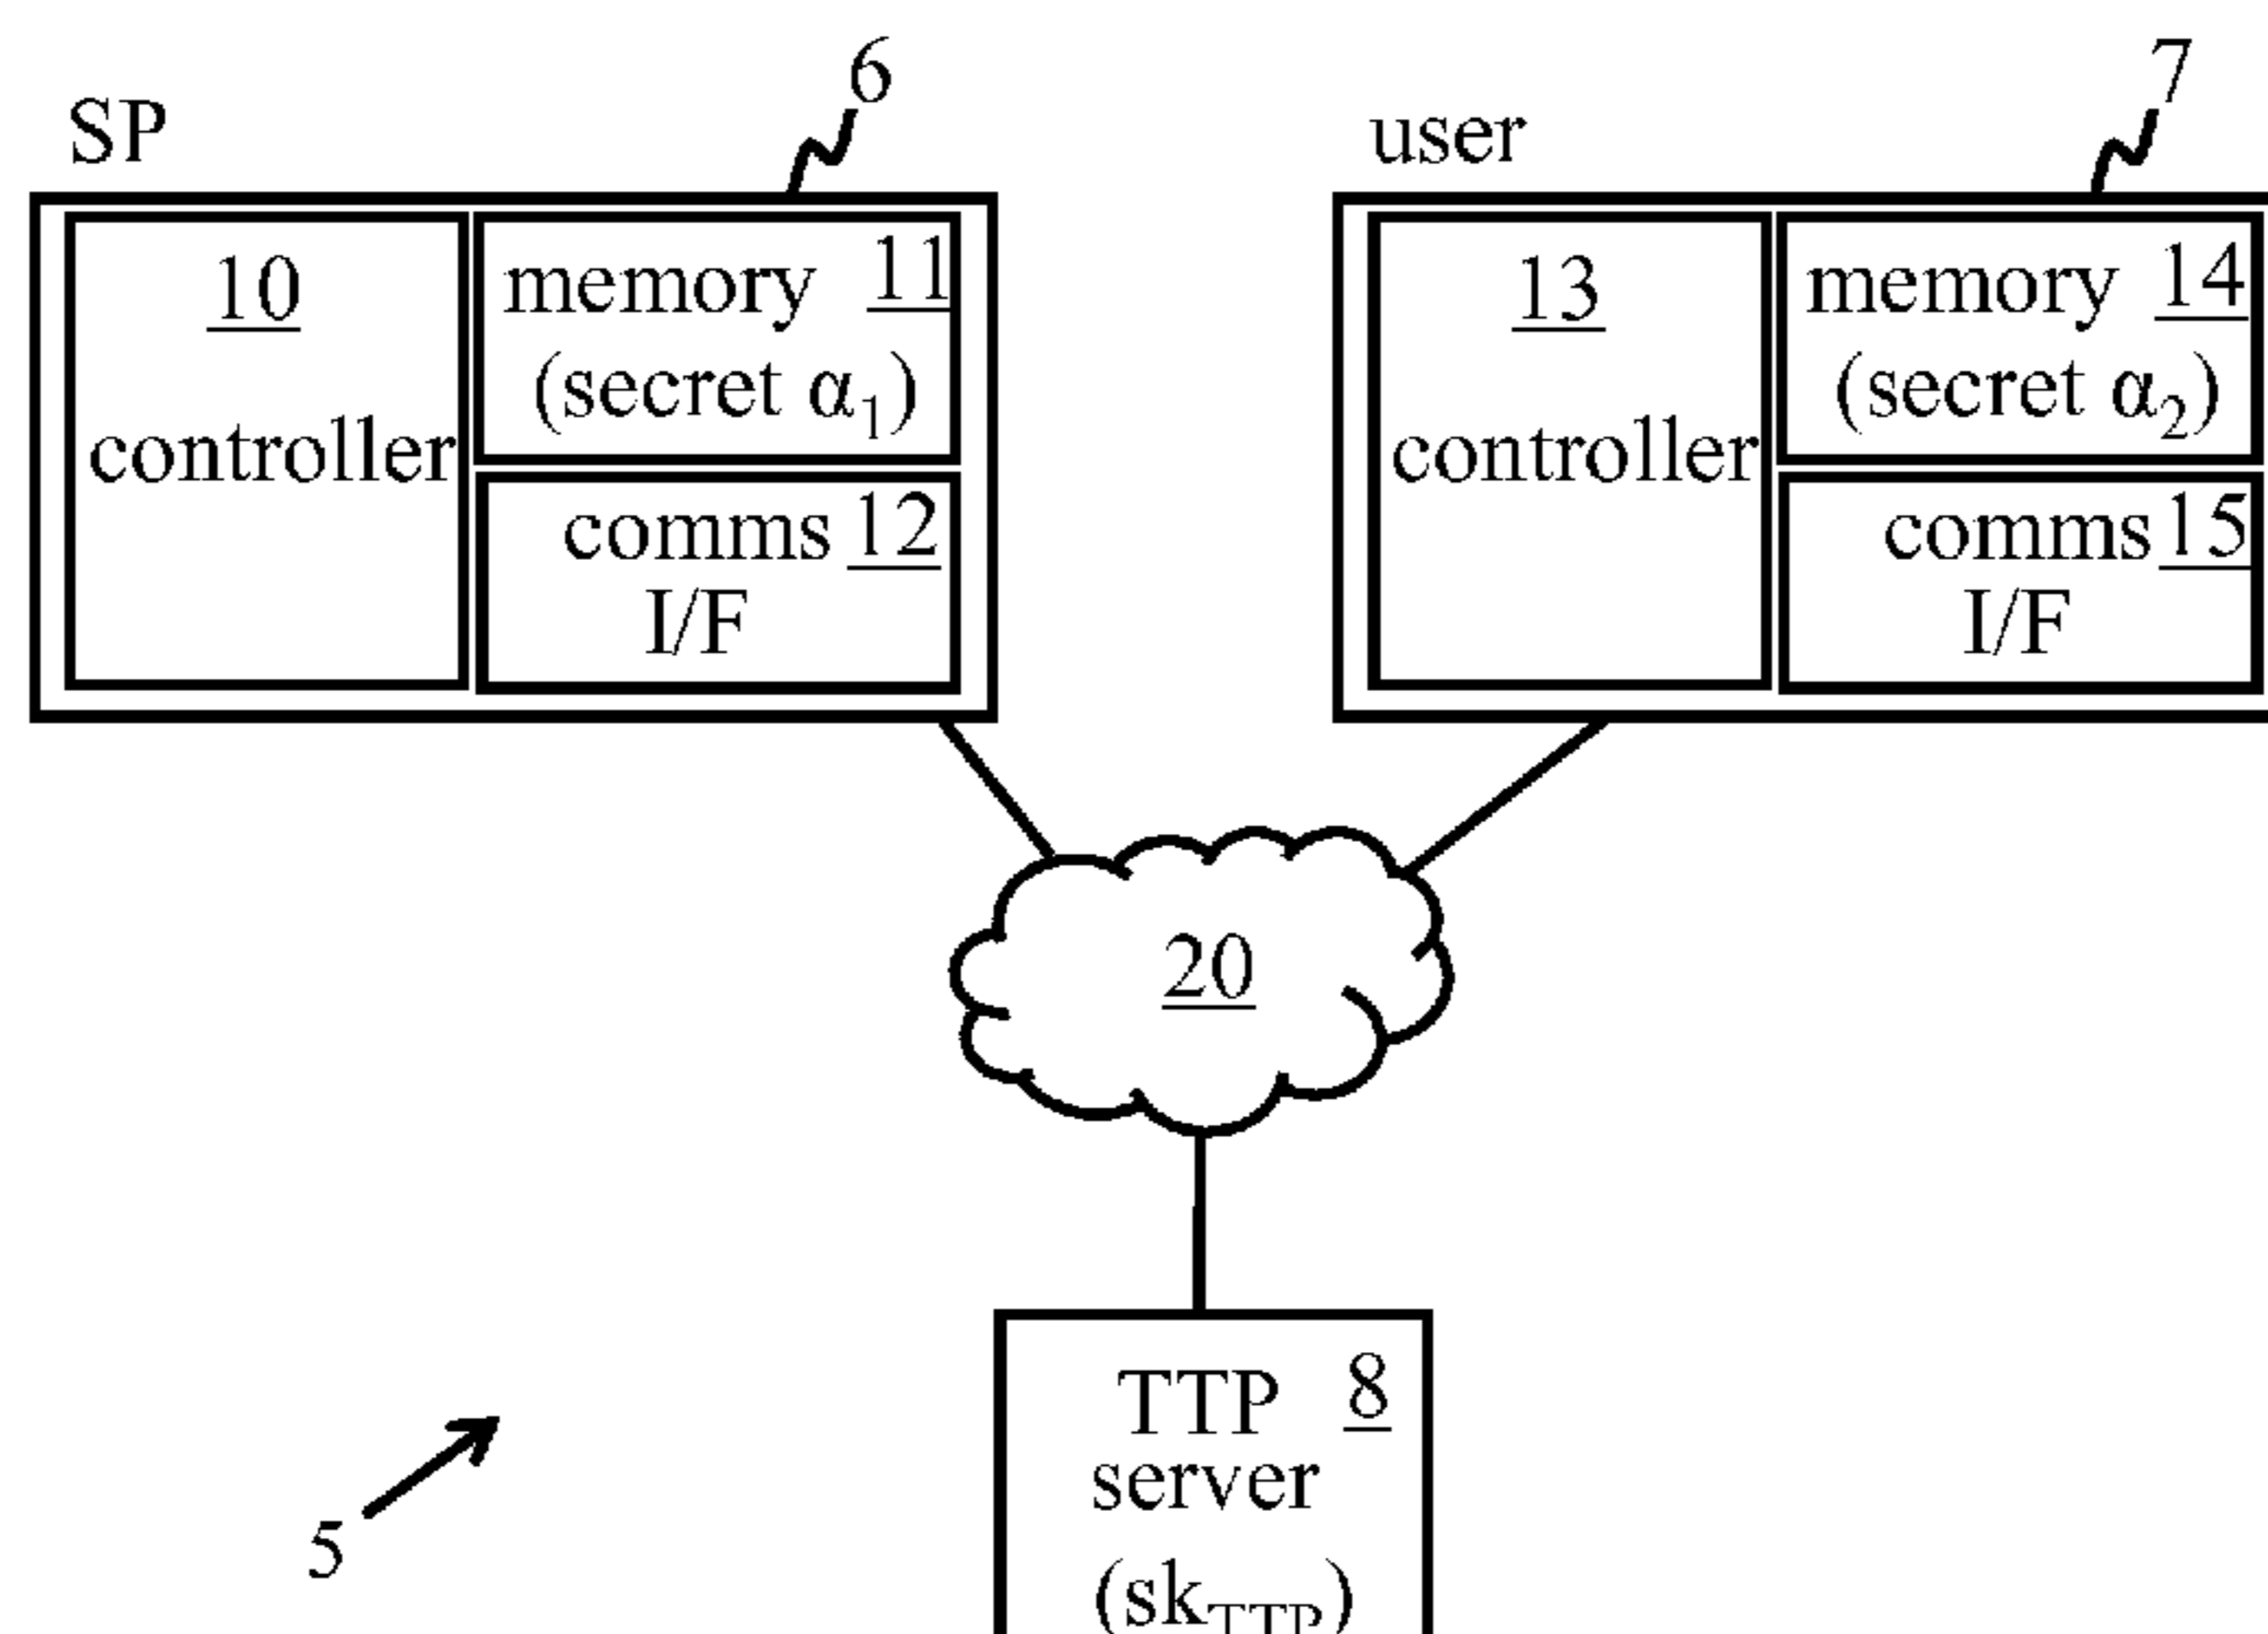 6
7
SP
user
10
controller
memory 11
(secret α₁)
comms 12
I/F
13
controller
memory 14
(secret α₂)
comms 15
I/F
20
TTP 8
server
(sk_TTP)
5